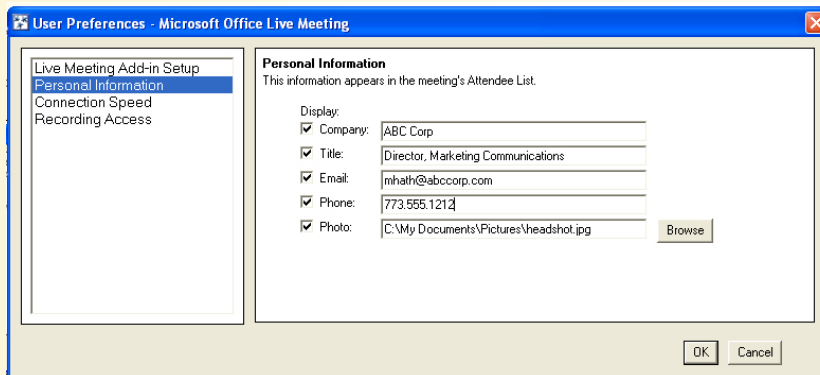 User Preferences - Microsoft Office Live Meeting
Live Meeting Add-in Setup
Personal Information
Connection Speed
Recording Access
Personal Information
This information appears in the meeting's Attendee List.
Display:
Company: ABC Corp
Title: Director, Marketing Communications
Email: mhath@abccorp.com
Phone: 773.555.1212
Photo: C:\My Documents\Pictures\headshot.jpg Browse
OK Cancel